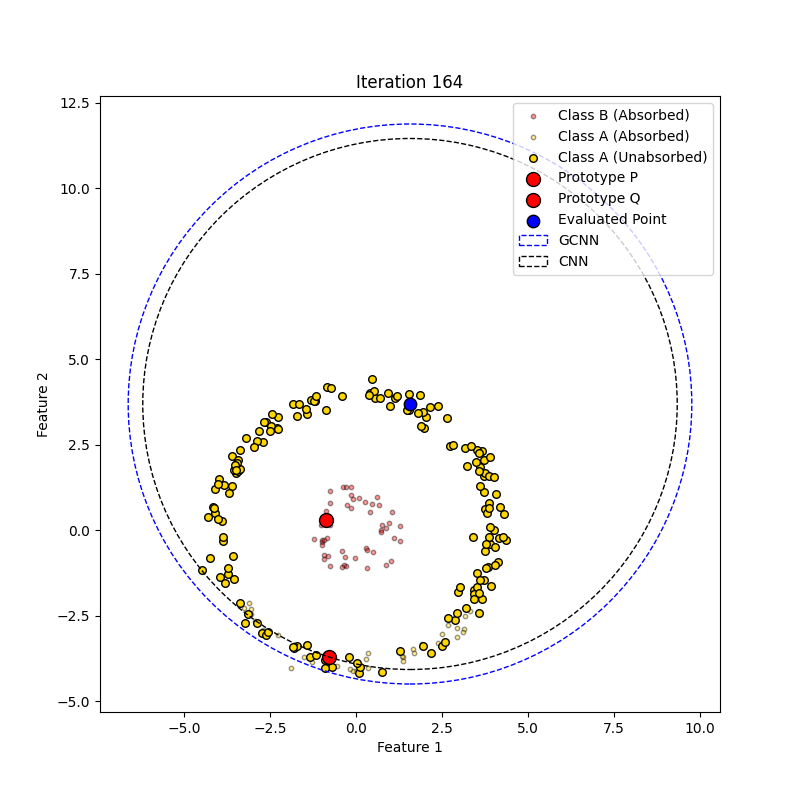 Iteration 164
12.5
10.0
7.5
5.0
2.5
0.0
−2.5
−5.0
Feature 2
Class B (Absorbed)
Class A (Absorbed)
Class A (Unabsorbed)
Prototype P
Prototype Q
Evaluated Point
GCNN
CNN
−5.0 −2.5 0.0 2.5 5.0 7.5 10.0
Feature 1